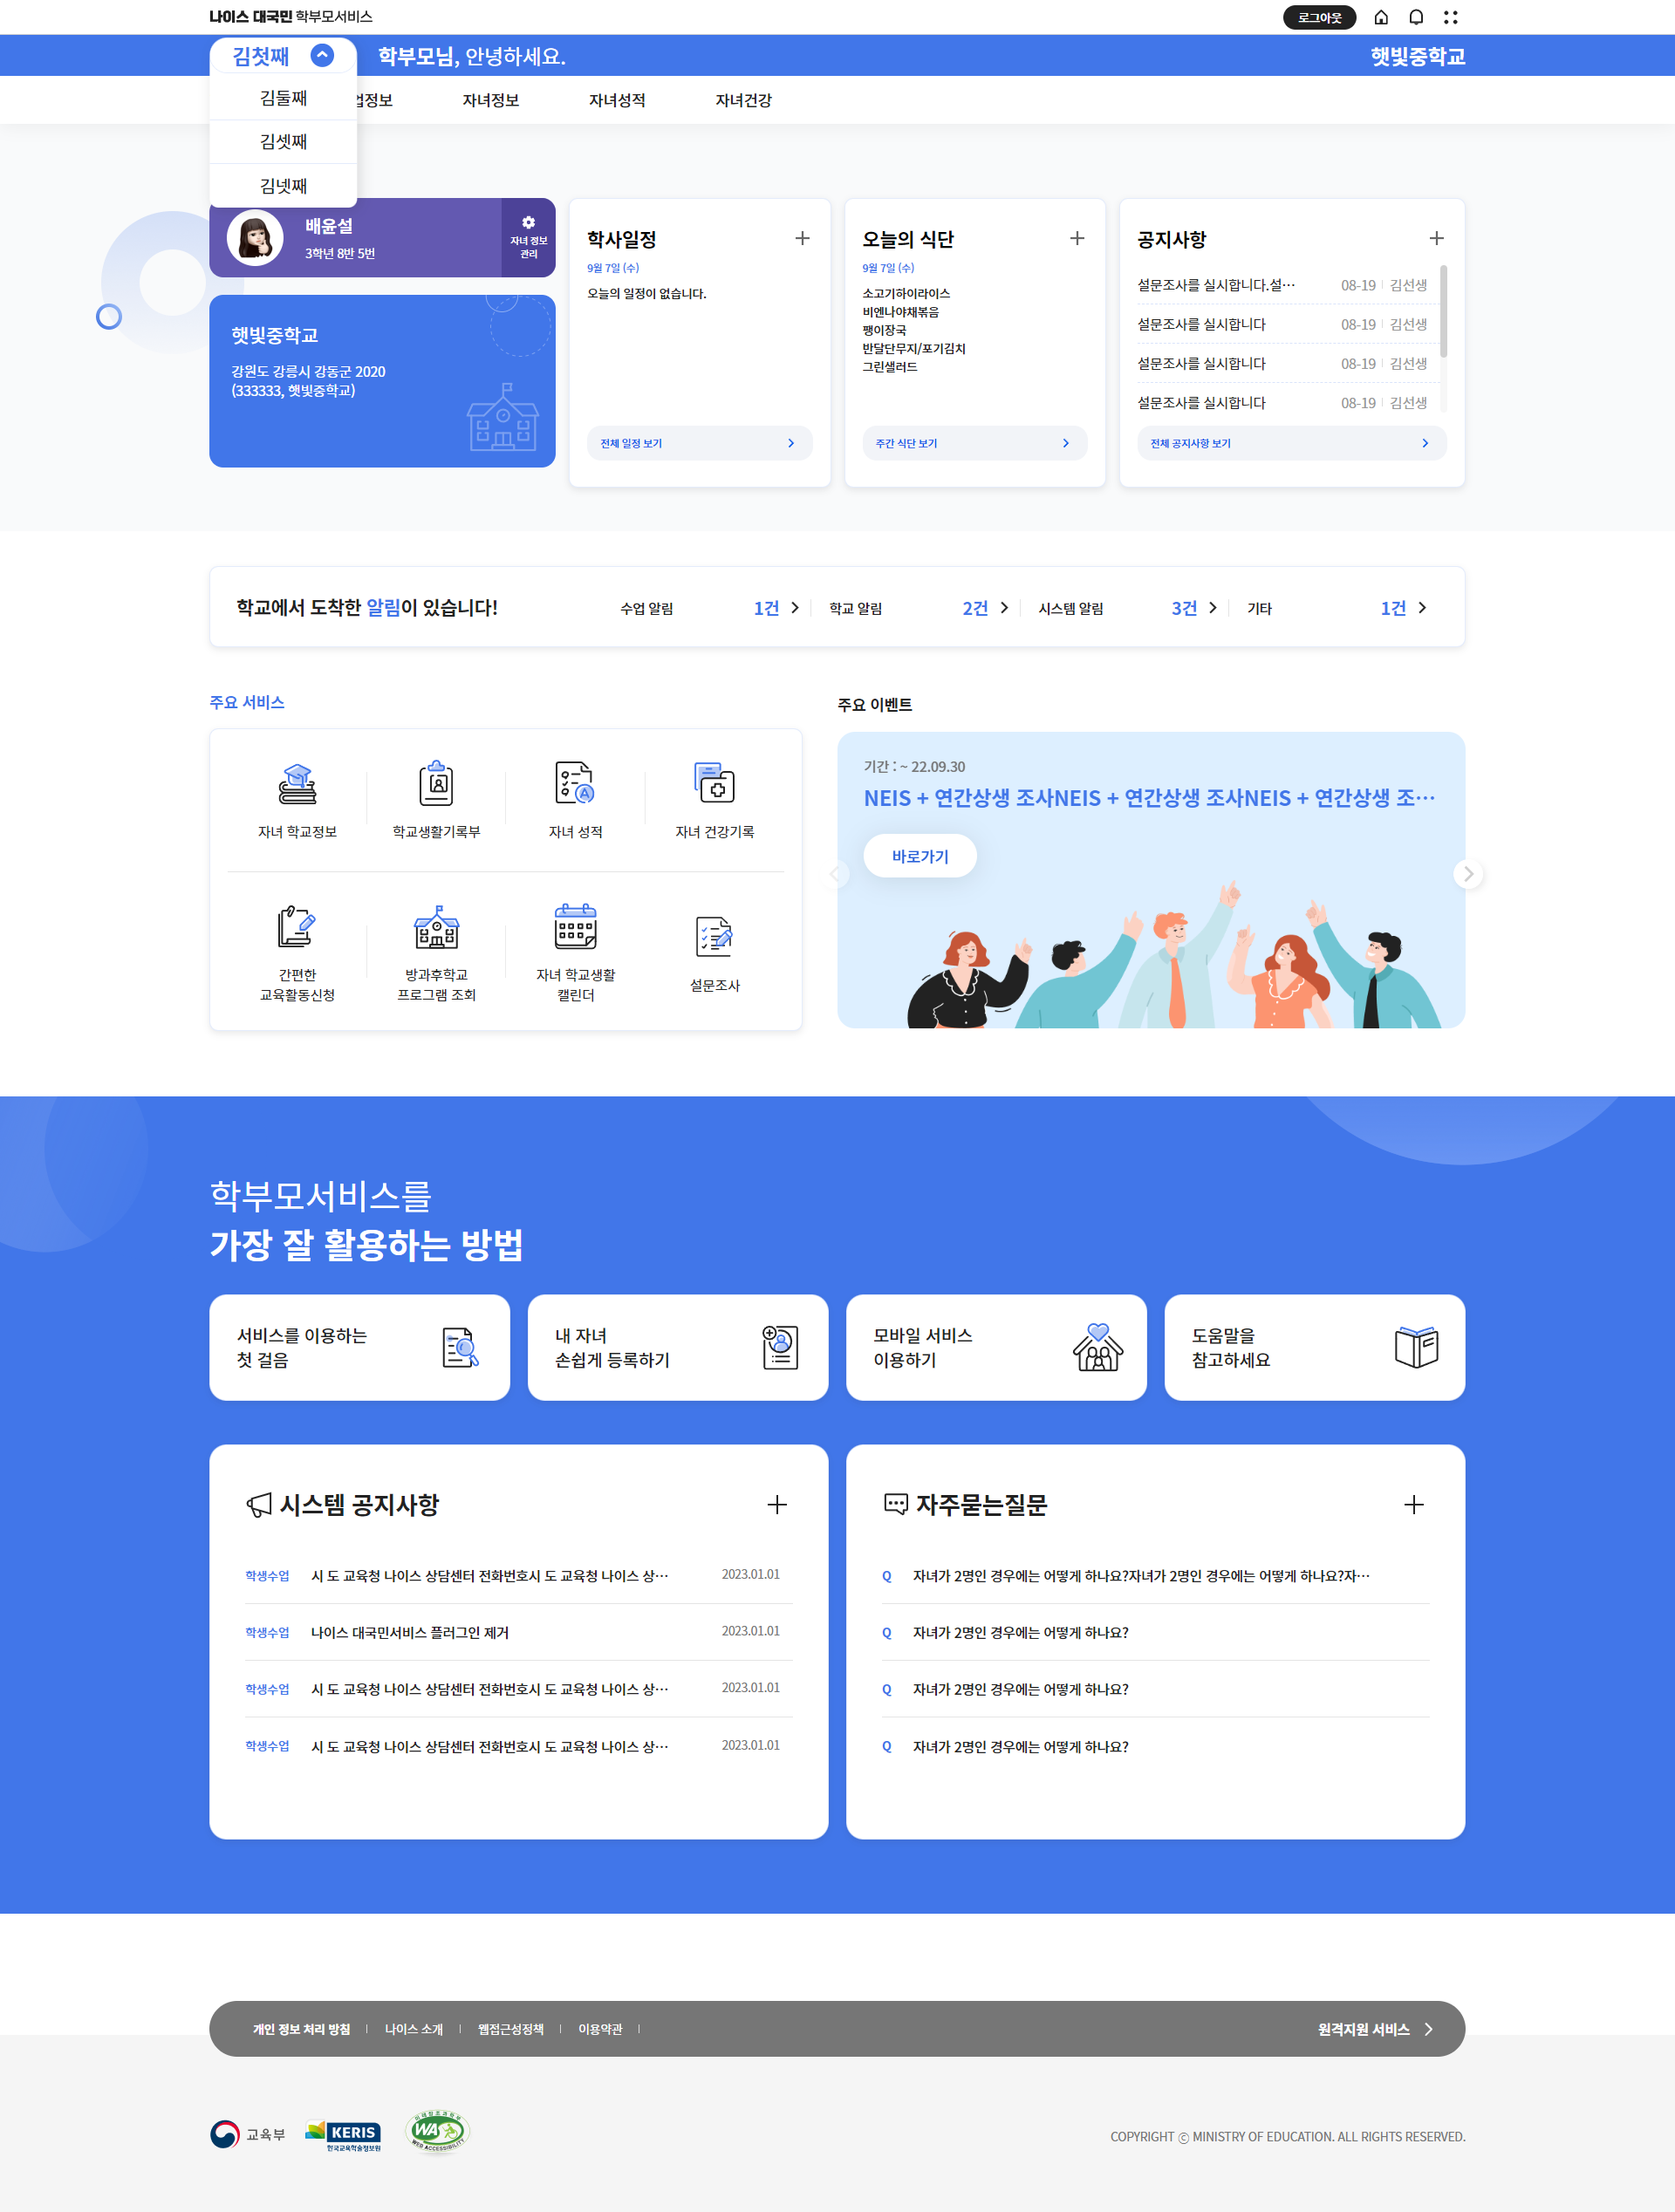 나이스 대국민 학부모서비스
로그아웃
김첫째
학부모님, 안녕하세요.
햇빛중학교
김둘째
김셋째
김넷째
업정보
자녀정보
자녀성적
자녀건강
배윤설
3학년 8반 5번
자녀 정보
관리
햇빛중학교
강원도 강릉시 강동군 2020
(333333, 햇빛중학교)
학사일정
9월 7일 (수)
오늘의 일정이 없습니다.
전체 일정 보기
오늘의 식단
9월 7일 (수)
소고기하이라이스
비엔나야채볶음
팽이장국
반달단무지/포기김치
그린샐러드
주간 식단 보기
공지사항
설문조사를 실시합니다.설··· 08-19 김선생
설문조사를 실시합니다 08-19 김선생
설문조사를 실시합니다 08-19 김선생
설문조사를 실시합니다 08-19 김선생
전체 공지사항 보기
학교에서 도착한 알림이 있습니다!
수업 알림 1건
학교 알림 2건
시스템 알림 3건
기타 1건
주요 서비스
자녀 학교정보
학교생활기록부
자녀 성적
자녀 건강기록
간편한
교육활동신청
방과후학교
프로그램 조회
자녀 학교생활
캘린더
설문조사
주요 이벤트
기간 : ~ 22.09.30
NEIS + 연간상생 조사NEIS + 연간상생 조사NEIS + 연간상생 조···
바로가기
학부모서비스를
가장 잘 활용하는 방법
서비스를 이용하는
첫 걸음
내 자녀
손쉽게 등록하기
모바일 서비스
이용하기
도움말을
참고하세요
시스템 공지사항
학생수업 시 도 교육청 나이스 상담센터 전화번호시 도 교육청 나이스 상··· 2023.01.01
학생수업 나이스 대국민서비스 플러그인 제거 2023.01.01
학생수업 시 도 교육청 나이스 상담센터 전화번호시 도 교육청 나이스 상··· 2023.01.01
학생수업 시 도 교육청 나이스 상담센터 전화번호시 도 교육청 나이스 상··· 2023.01.01
자주묻는질문
Q 자녀가 2명인 경우에는 어떻게 하나요?자녀가 2명인 경우에는 어떻게 하나요?자···
Q 자녀가 2명인 경우에는 어떻게 하나요?
Q 자녀가 2명인 경우에는 어떻게 하나요?
Q 자녀가 2명인 경우에는 어떻게 하나요?
개인 정보 처리 방침
나이스 소개
웹접근성정책
이용약관
원격지원 서비스
교육부
KERIS
한국교육학술정보원
WA
WEB ACCESSIBILITY
COPYRIGHT ⓒ MINISTRY OF EDUCATION. ALL RIGHTS RESERVED.